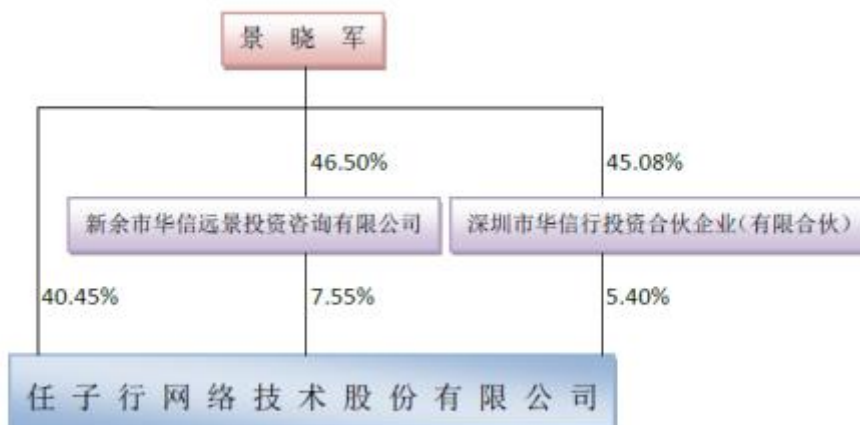 景 晓 军
46.50%
45.08%
新余市华信远景投资咨询有限公司
深圳市华信行投资合伙企业(有限合伙)
40.45%
7.55%
5.40%
任 子 行 网 络 技 术 股 份 有 限 公 司